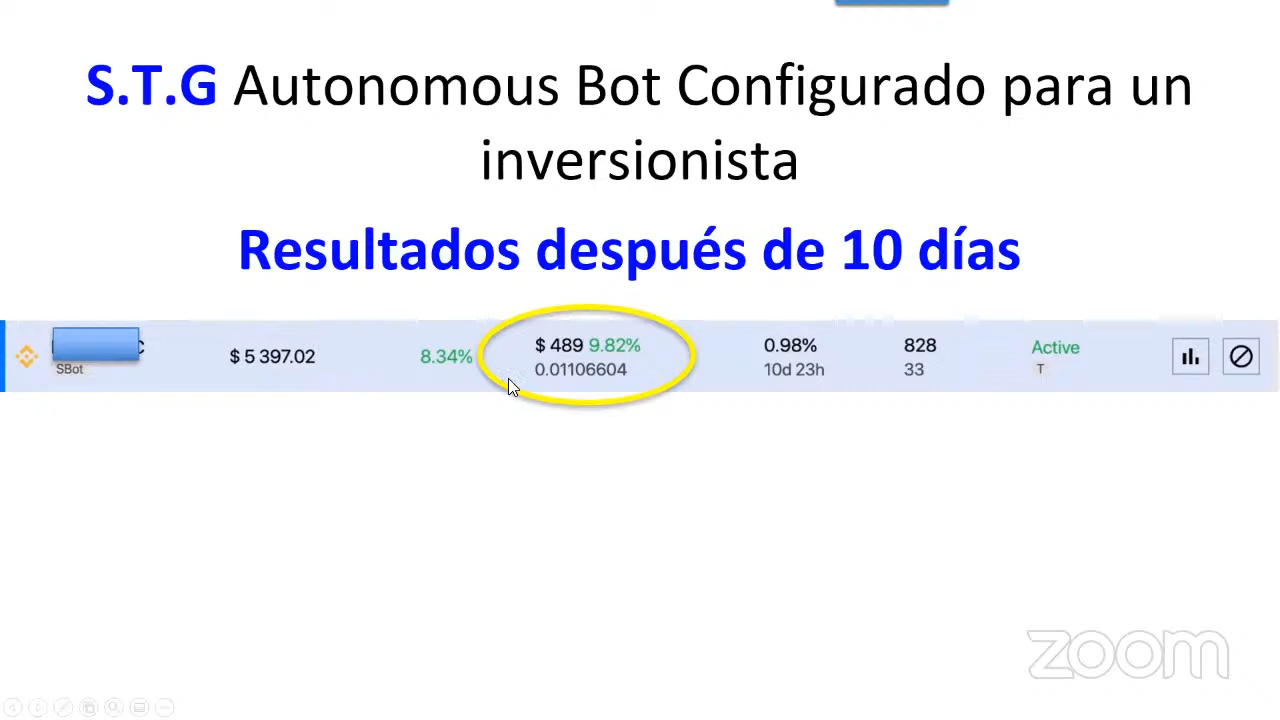 S.T.G Autonomous Bot Configurado para un
inversionista
Resultados después de 10 días
SBot
$ 5 397.02
8.34%
$ 489 9.82%
0.01106604
0.98%
10d 23h
828
33
Active
T
zoom